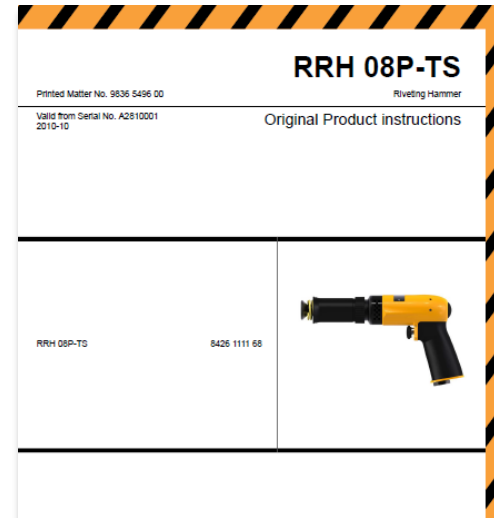 RRH 08P-TS
Printed Matter No. 9836 5496 00
Riveting Hammer
Valid from Serial No. A2810001
2010-10
Original Product instructions
RRH 08P-TS 8426 1111 68